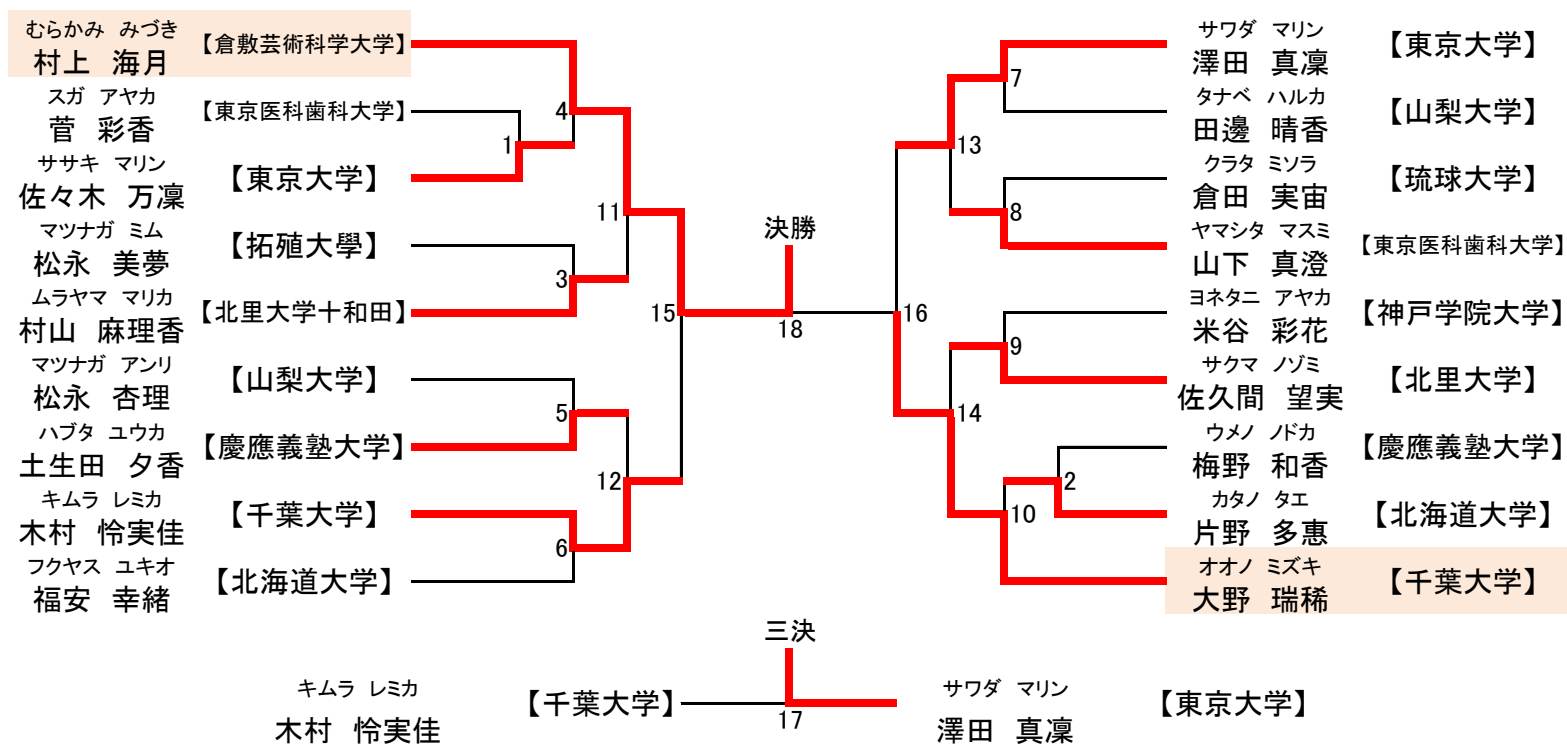 むらかみ みづき
村上 海月
【倉敷芸術科学大学】
スガ アヤカ
菅 彩香
【東京医科歯科大学】
ササキ マリン
佐々木 万凜
【東京大学】
マツナガ ミム
松永 美夢
【拓殖大學】
ムラヤマ マリカ
村山 麻理香
【北里大学十和田】
マツナガ アンリ
松永 杏理
【山梨大学】
ハブタ ユウカ
土生田 夕香
【慶應義塾大学】
キムラ レミカ
木村 怜実佳
【千葉大学】
フクヤス ユキオ
福安 幸緒
【北海道大学】
4
1
11
3
15
5
12
6
決勝
18
7
13
8
16
9
14
2
10
サワダ マリン
澤田 真凜
【東京大学】
タナベ ハルカ
田邊 晴香
【山梨大学】
クラタ ミソラ
倉田 実宙
【琉球大学】
ヤマシタ マスミ
山下 真澄
【東京医科歯科大学】
ヨネタニ アヤカ
米谷 彩花
【神戸学院大学】
サクマ ノゾミ
佐久間 望実
【北里大学】
ウメノ ノドカ
梅野 和香
【慶應義塾大学】
カタノ タエ
片野 多惠
【北海道大学】
オオノ ミズキ
大野 瑞稀
【千葉大学】
三決
キムラ レミカ
木村 怜実佳
【千葉大学】
17
サワダ マリン
澤田 真凜
【東京大学】